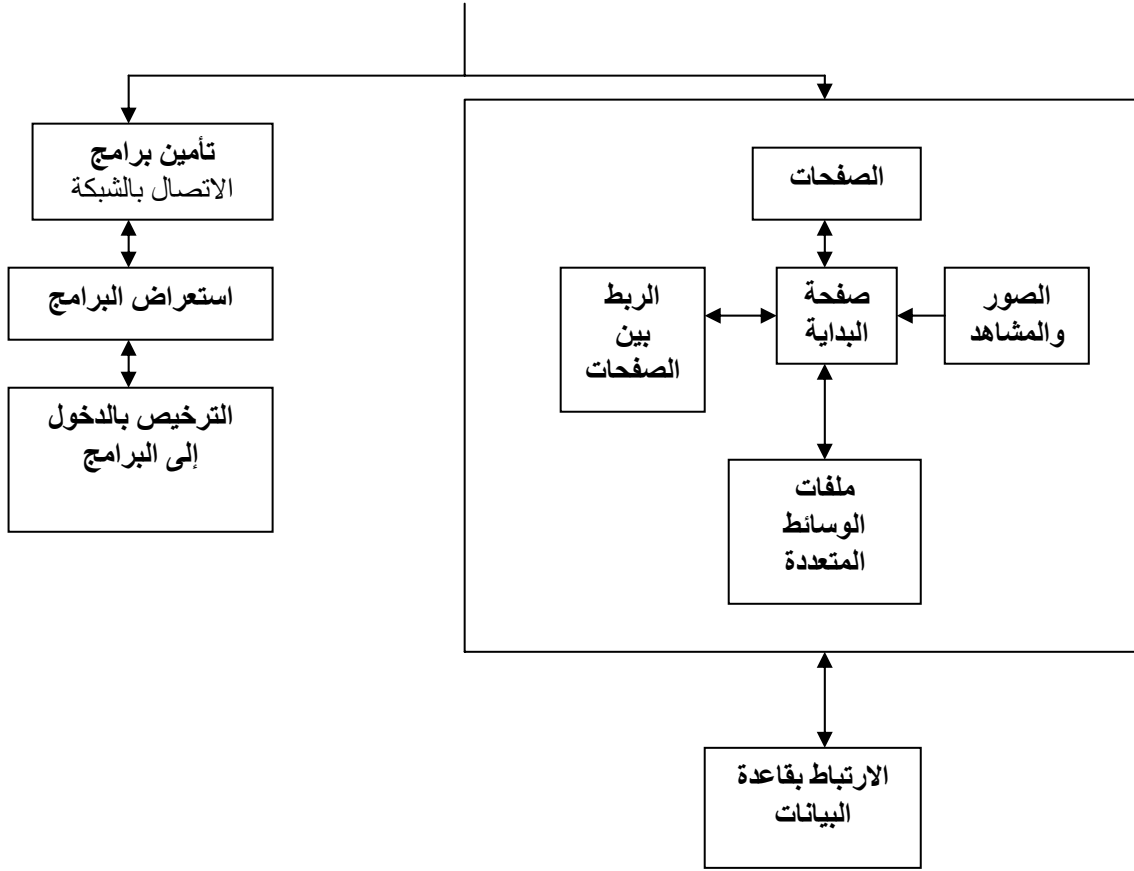 تأمين برامج
الاتصال بالشبكة
استعراض البرامج
الترخيص بالدخول
إلى البرامج
الصفحات
الصور
والمشاهد
صفحة
البداية
الربط
بين
الصفحات
ملفات
الوسائط
المتعددة
الارتباط بقاعدة
البيانات